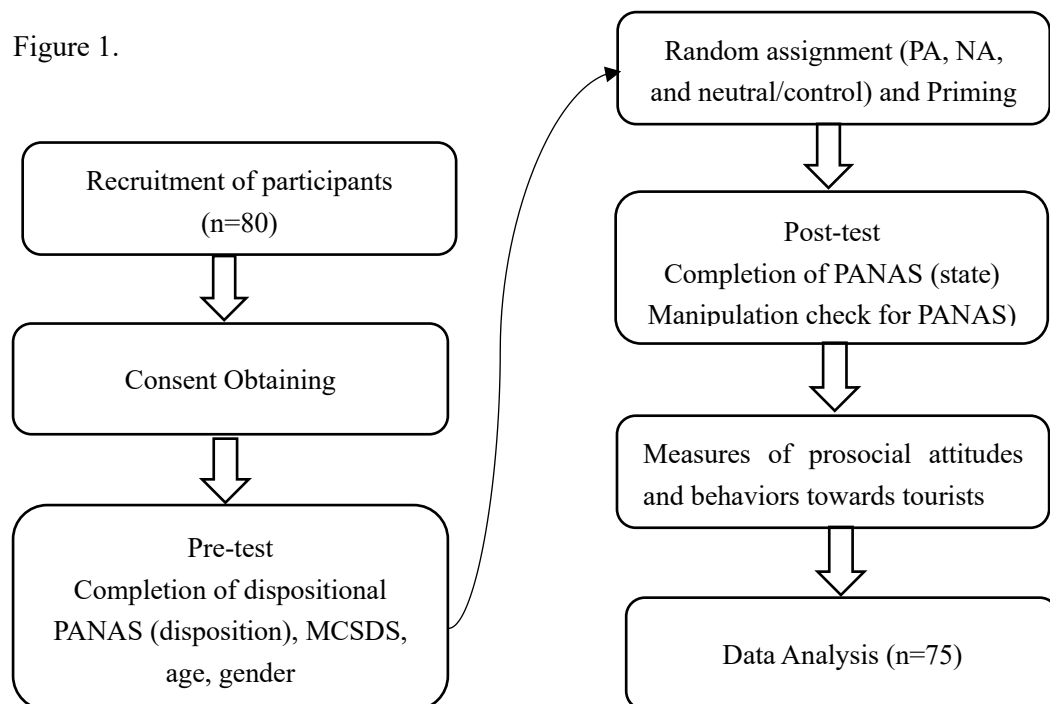 Figure 1.
Recruitment of participants
(n=80)
Consent Obtaining
Pre-test
Completion of dispositional
PANAS (disposition), MCSDS,
age, gender
Random assignment (PA, NA,
and neutral/control) and Priming
Post-test
Completion of PANAS (state)
Manipulation check for PANAS)
Measures of prosocial attitudes
and behaviors towards tourists
Data Analysis (n=75)